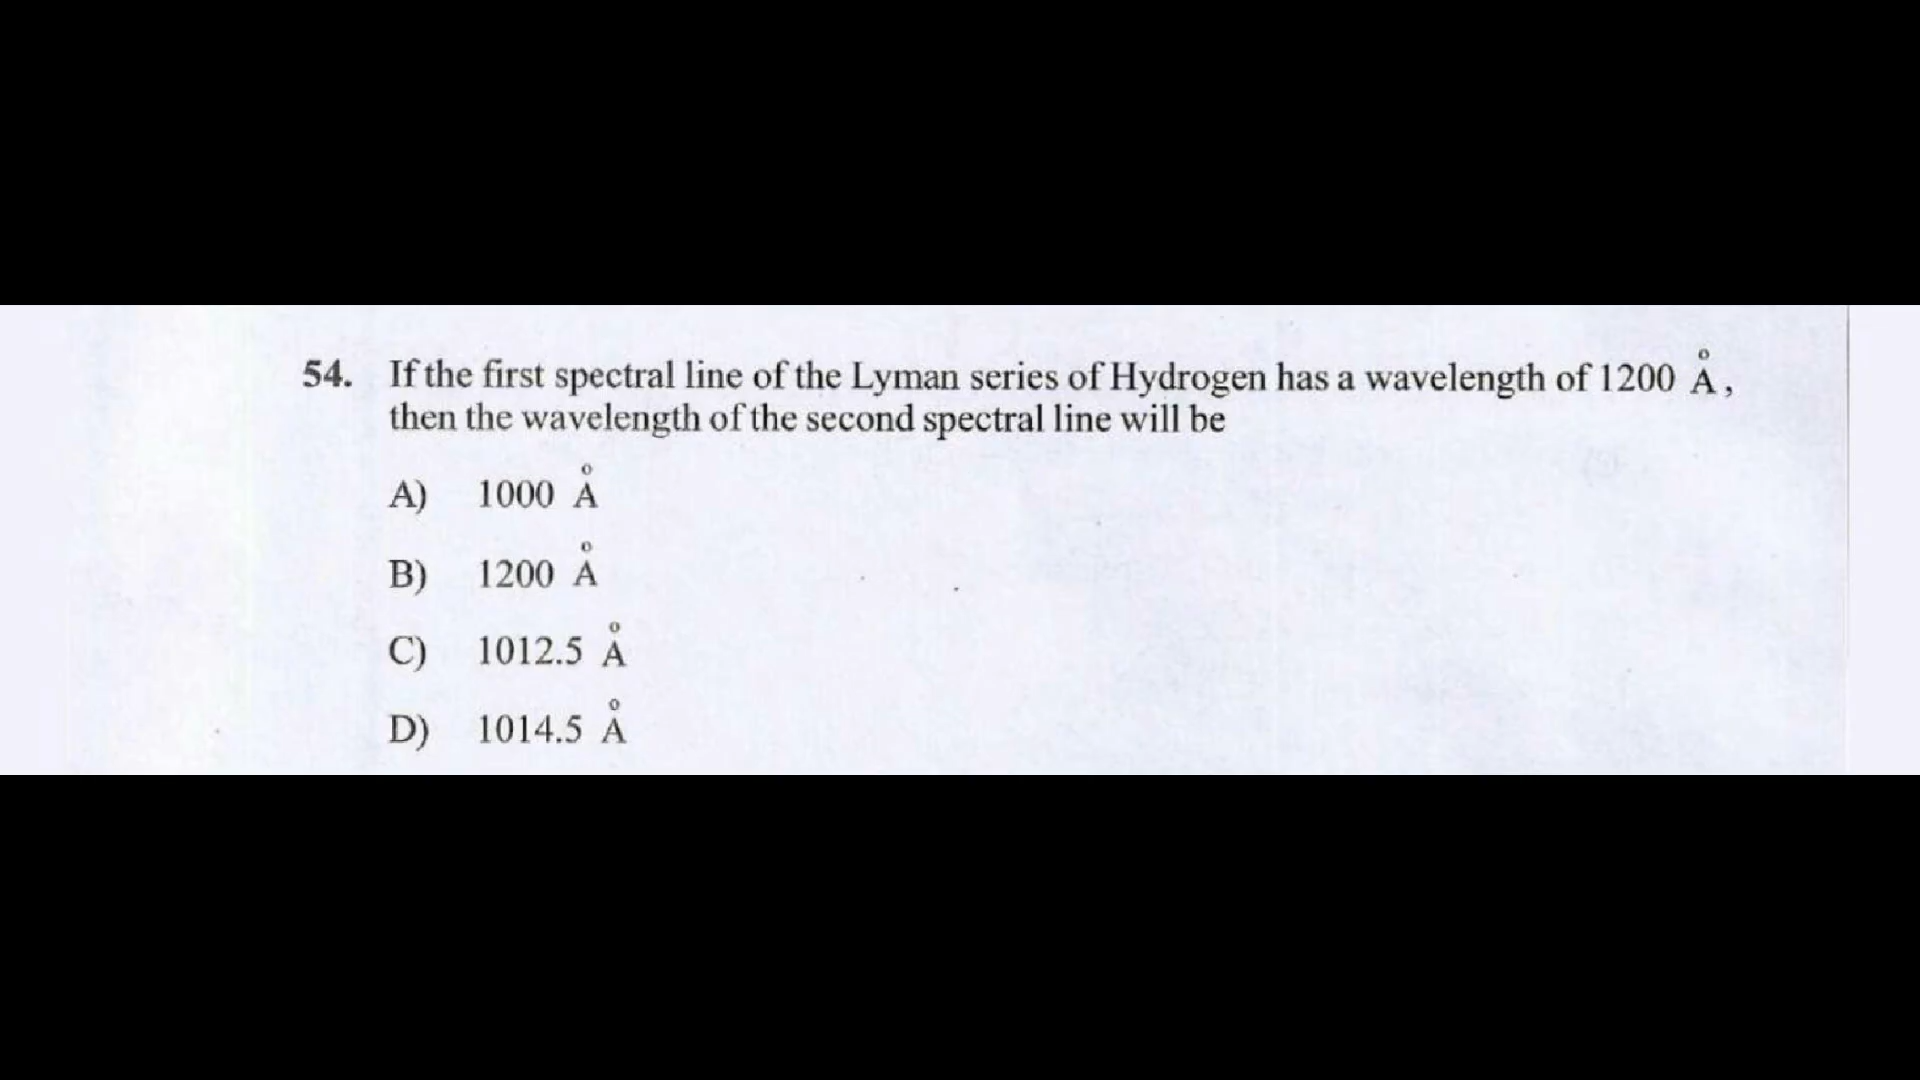 54. If the first spectral line of the Lyman series of Hydrogen has a wavelength of 1200 Å,
then the wavelength of the second spectral line will be
A) 1000 Å
B) 1200 Å
C) 1012.5 Å
D) 1014.5 Å